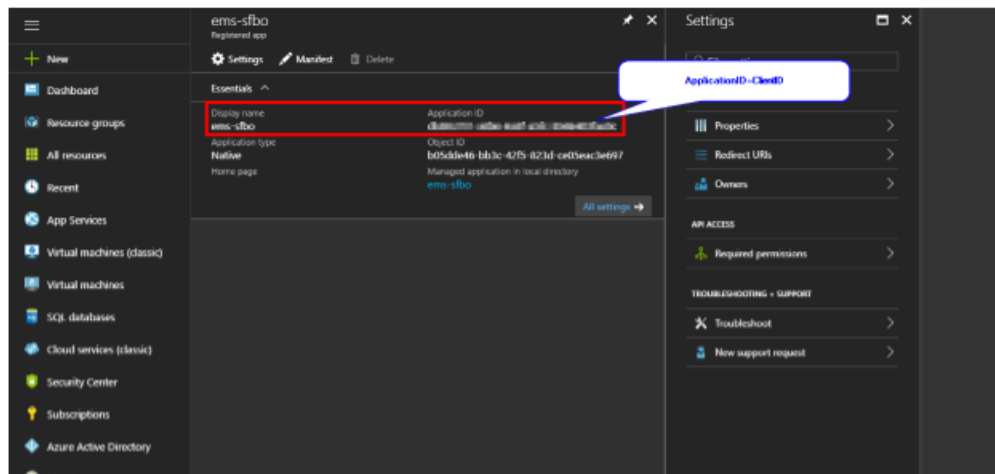 New
Dashboard
Resource groups
All resources
Recent
App Services
Virtual machines (classic)
Virtual machines
SQL databases
Cloud services (classic)
Security Center
Subscriptions
Azure Active Directory
ems-sfbo
Registered app
Settings Manifest Delete
Essentials
Display name
ems-sfbo
Application ID
Application type
Native
Object ID
b05dde46-bb3c-42f5-823d-ce05eac3e697
Home page
Managed application in local directory
ems-sfbo
All settings
Settings
ApplicationID=ClientID
Properties
Redirect URIs
Owners
API ACCESS
Required permissions
TROUBLESHOOTING + SUPPORT
Troubleshoot
New support request